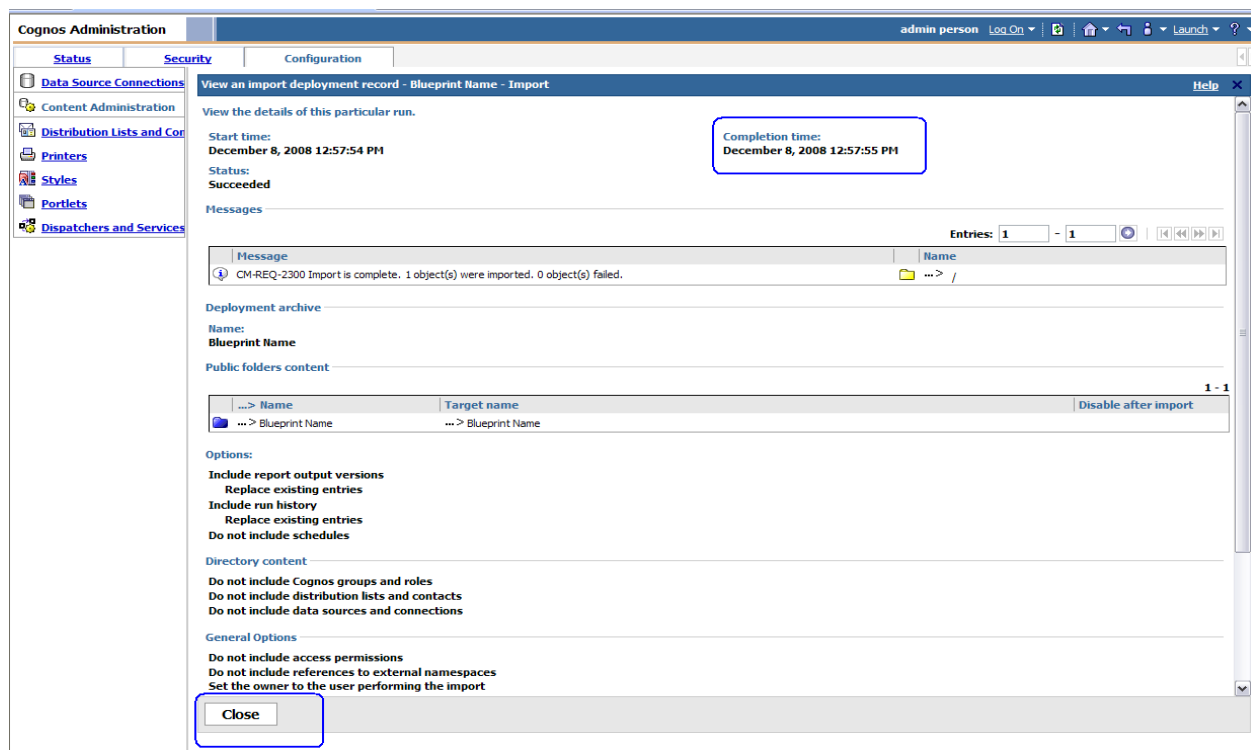 Cognos Administration
admin person Log On Launch ?
Status Security Configuration
Data Source Connections
Content Administration
Distribution Lists and Con
Printers
Styles
Portlets
Dispatchers and Services
View an import deployment record - Blueprint Name - Import Help X
View the details of this particular run.
Start time:
December 8, 2008 12:57:54 PM
Completion time:
December 8, 2008 12:57:55 PM
Status:
Succeeded
Messages
Entries: 1 - 1
Message Name
CM-REQ-2300 Import is complete. 1 object(s) were imported. 0 object(s) failed. ...> /
Deployment archive
Name:
Blueprint Name
Public folders content
1 - 1
...> Name Target name Disable after import
...> Blueprint Name ...> Blueprint Name
Options:
Include report output versions
Replace existing entries
Include run history
Replace existing entries
Do not include schedules
Directory content
Do not include Cognos groups and roles
Do not include distribution lists and contacts
Do not include data sources and connections
General Options
Do not include access permissions
Do not include references to external namespaces
Set the owner to the user performing the import
Close